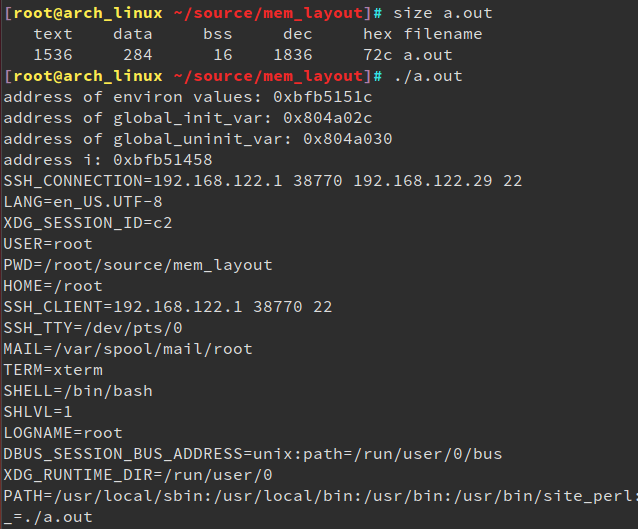 [root@arch_linux ~/source/mem_layout]# size a.out
text data bss dec hex filename
1536 284 16 1836 72c a.out
[root@arch_linux ~/source/mem_layout]# ./a.out
address of environ values: 0xbfb5151c
address of global_init_var: 0x804a02c
address of global_uninit_var: 0x804a030
address i: 0xbfb51458
SSH_CONNECTION=192.168.122.1 38770 192.168.122.29 22
LANG=en_US.UTF-8
XDG_SESSION_ID=c2
USER=root
PWD=/root/source/mem_layout
HOME=/root
SSH_CLIENT=192.168.122.1 38770 22
SSH_TTY=/dev/pts/0
MAIL=/var/spool/mail/root
TERM=xterm
SHELL=/bin/bash
SHLVL=1
LOGNAME=root
DBUS_SESSION_BUS_ADDRESS=unix:path=/run/user/0/bus
XDG_RUNTIME_DIR=/run/user/0
PATH=/usr/local/sbin:/usr/local/bin:/usr/bin:/usr/bin/site_perl:
_=./a.out